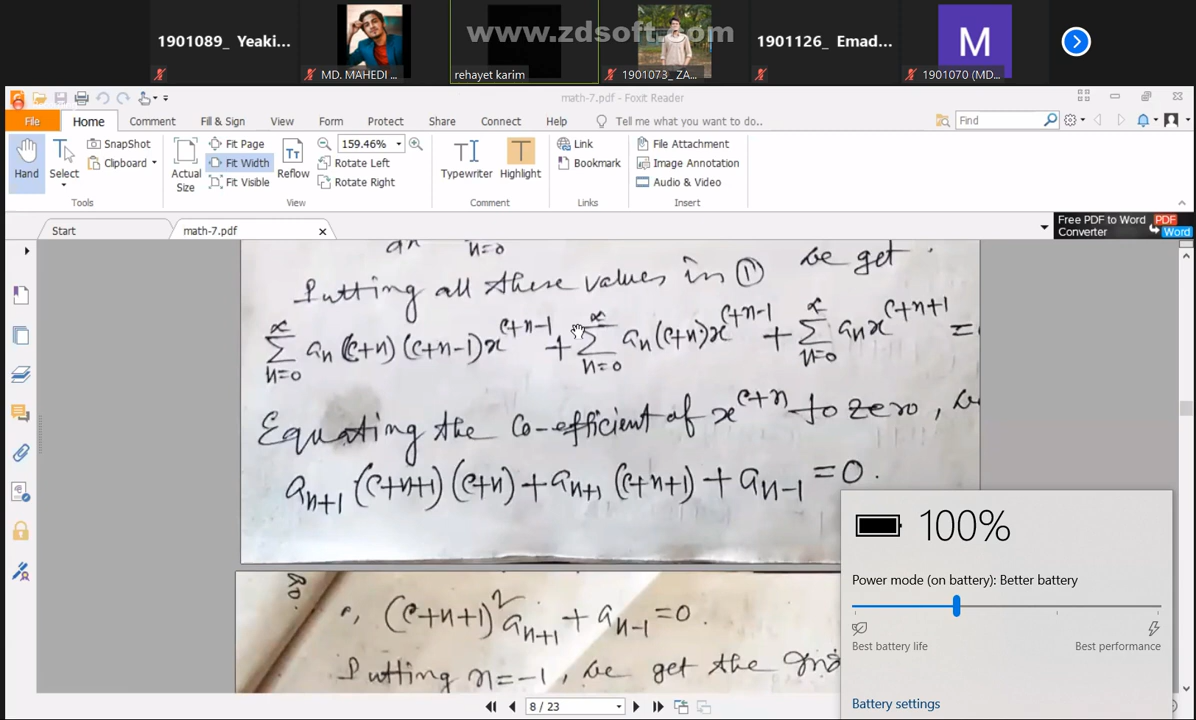 1901089_ Yeaki...
MD. MAHEDI ...
www.zdsoft.com
rehayet karim
1901073_ ZA...
1901126_ Emad...
M
1901070 (MD...
math-7.pdf - Foxit Reader
File Home Comment Fill & Sign View Form Protect Share Connect Help Tell me what you want to do.. Find
Hand
Select
SnapShot
Clipboard
Tools
Actual Size
Fit Page
Fit Width
Fit Visible
Reflow
159.46%
Rotate Left
Rotate Right
View
Typewriter
Highlight
Comment
Link
Bookmark
Links
File Attachment
Image Annotation
Audio & Video
Insert
Start
math-7.pdf
Free PDF to Word Converter
PDF
Word
n=0
Putting all these values in ① we get.
∑_{n=0}^{∝} a_n (c+n) (c+n-1) x^{c+n-1} + ∑_{n=0}^{∝} a_n (c+n) x^{c+n-1} + ∑_{n=0}^{∝} a_n x^{c+n+1} =
Equating the Co-efficient of x^{c+n} to zero,
a_{n+1} (c+n+1) (c+n) + a_{n+1} (c+n+1) + a_{n-1} = 0.
∴ (c+n+1)² a_{n+1} + a_{n-1} = 0.
Putting n=-1, we get the
100%
Power mode (on battery): Better battery
Best battery life
Best performance
Battery settings
8 / 23